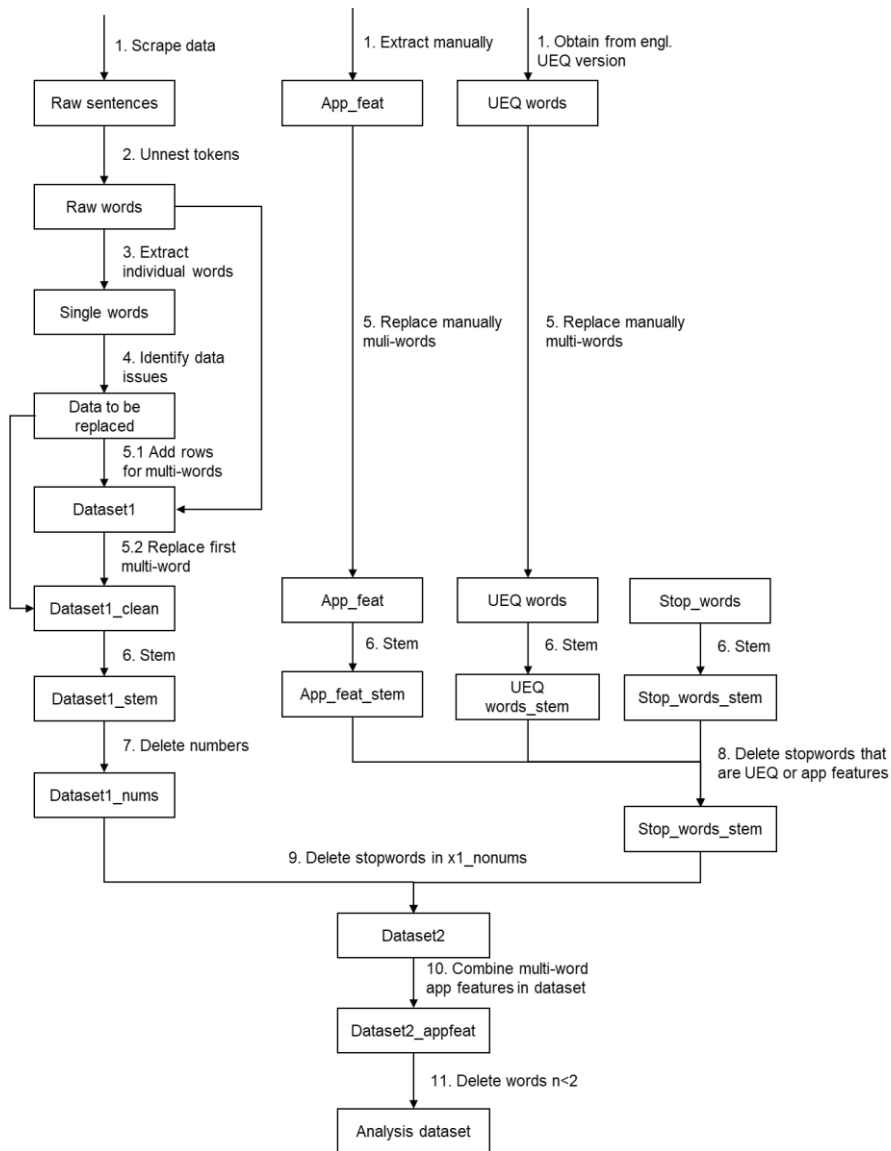 1. Scrape data
1. Extract manually
1. Obtain from engl.
UEQ version
Raw sentences
App_feat
UEQ words
2. Unnest tokens
Raw words
3. Extract
individual words
Single words
5. Replace manually
muli-words
5. Replace manually
multi-words
4. Identify data
issues
Data to be
replaced
5.1 Add rows
for multi-words
Dataset1
5.2 Replace first
multi-word
Dataset1_clean
App_feat
UEQ words
Stop_words
6. Stem
6. Stem
6. Stem
6. Stem
Dataset1_stem
App_feat_stem
UEQ
words_stem
Stop_words_stem
7. Delete numbers
8. Delete stopwords that
are UEQ or app features
Dataset1_nums
Stop_words_stem
9. Delete stopwords in x1_nonums
Dataset2
10. Combine multi-word
app features in dataset
Dataset2_appfeat
11. Delete words n<2
Analysis dataset